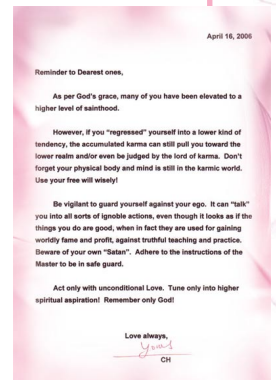 April 16, 2006
Reminder to Dearest ones,
As per God's grace, many of you have been elevated to a
higher level of sainthood.
However, if you "regressed" yourself into a lower kind of
tendency, the accumulated karma can still pull you toward the
lower realm and/or even be judged by the lord of karma. Don't
forget your physical body and mind is still in the karmic world.
Use your free will wisely!
Be vigilant to guard yourself against your ego. It can "talk"
you into all sorts of ignoble actions, even though it looks as if the
things you do are good, when in fact they are used for gaining
worldly fame and profit, against truthful teaching and practice.
Beware of your own "Satan". Adhere to the instructions of the
Master to be in safe guard.
Act only with unconditional Love. Tune only into higher
spiritual aspiration! Remember only God!
Love always,
Yours
CH